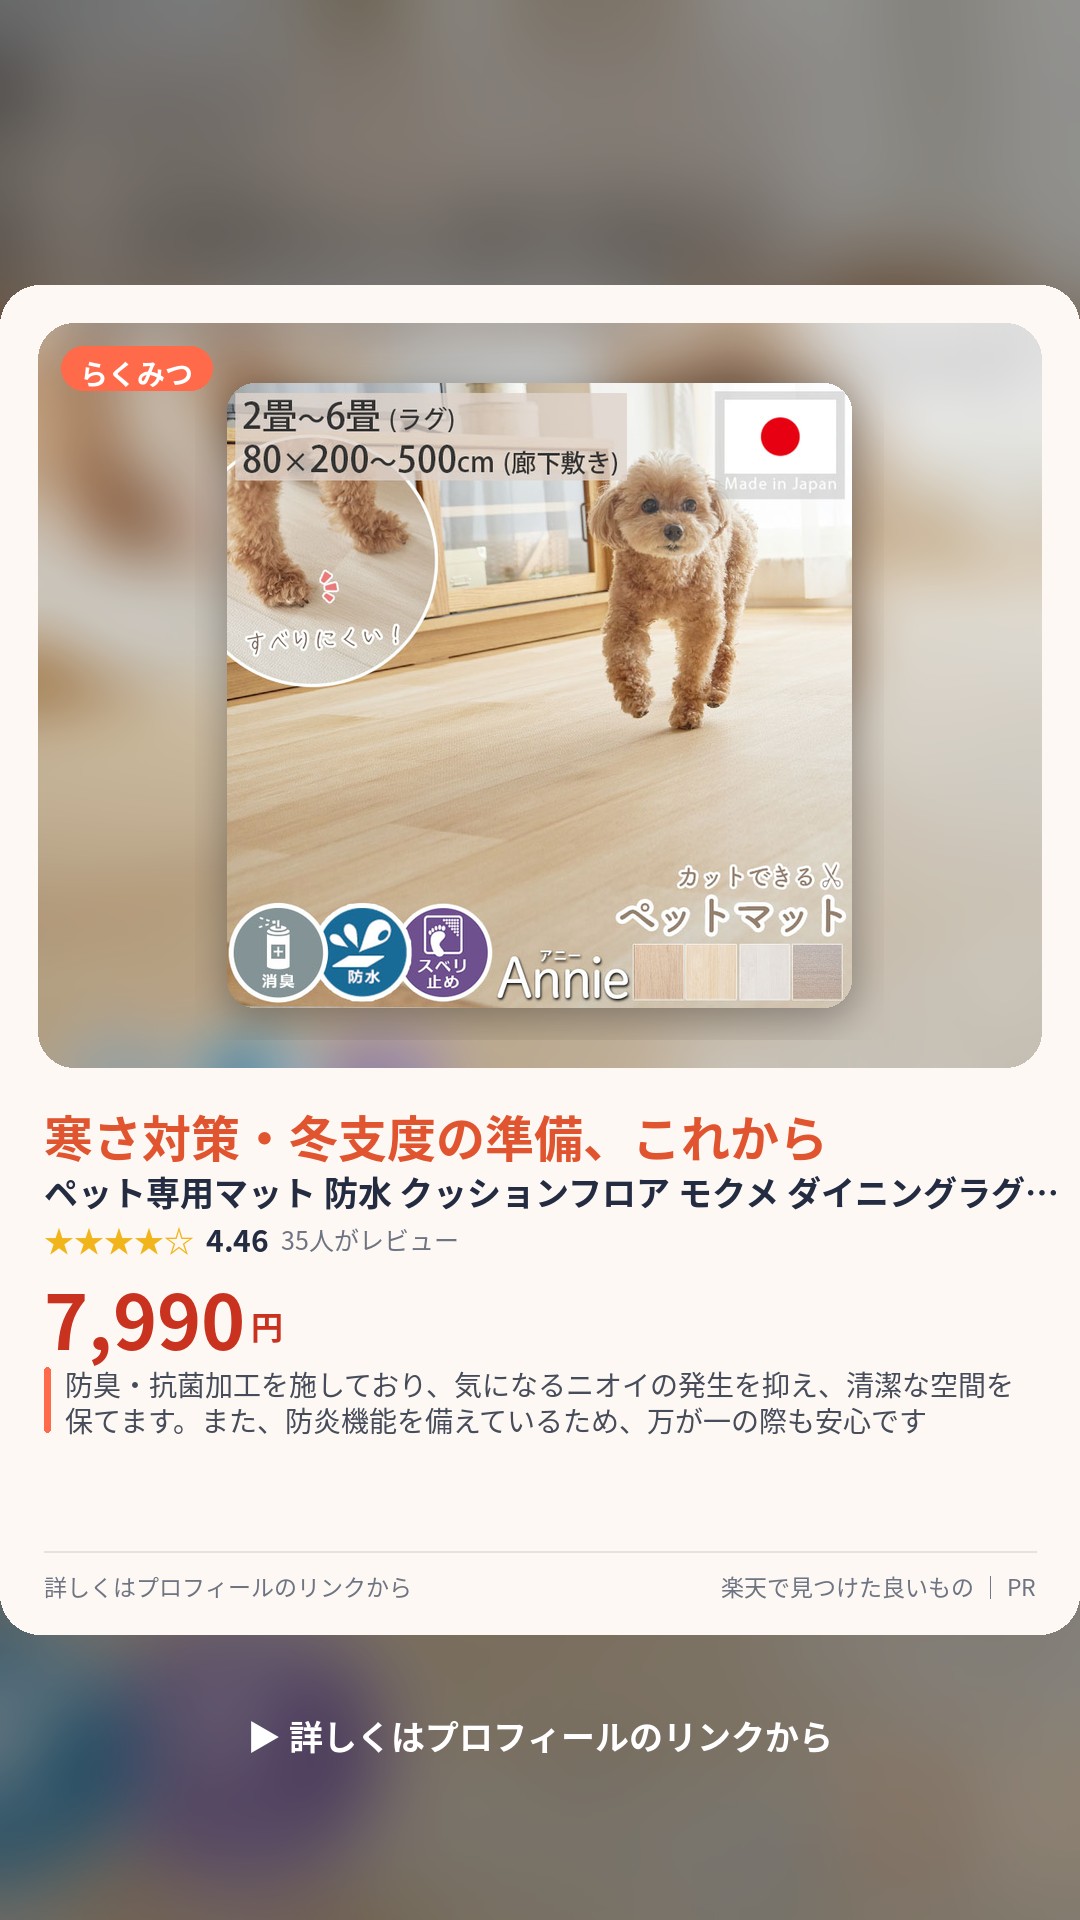 らくみつ
2畳～6畳 (ラグ)
80×200～500cm (廊下敷き)
Made in Japan
すべりにくい！
カットできる
ペットマット
消臭
防水
スベリ
止め
アニー
Annie
寒さ対策・冬支度の準備、これから
ペット専用マット 防水 クッションフロア モクメ ダイニングラグ…
★★★★☆ 4.46 35人がレビュー
7,990円
防臭・抗菌加工を施しており、気になるニオイの発生を抑え、清潔な空間を
保てます。また、防炎機能を備えているため、万が一の際も安心です
詳しくはプロフィールのリンクから
楽天で見つけた良いもの ｜ PR
▶ 詳しくはプロフィールのリンクから